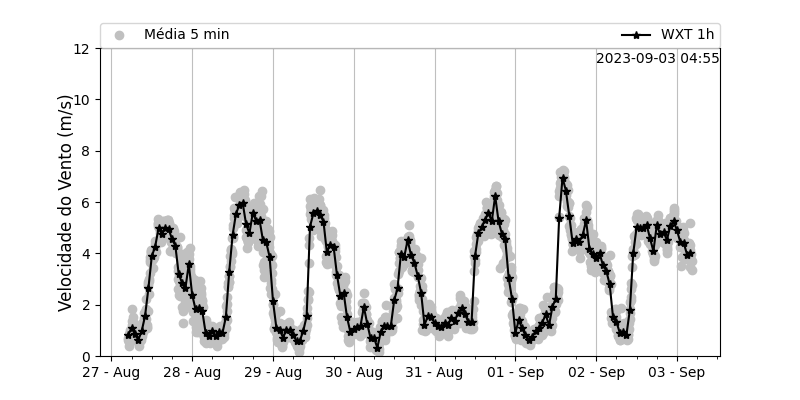 Média 5 min
WXT 1h
2023-09-03 04:55
Velocidade do Vento (m/s)
12
10
8
6
4
2
0
27 - Aug
28 - Aug
29 - Aug
30 - Aug
31 - Aug
01 - Sep
02 - Sep
03 - Sep